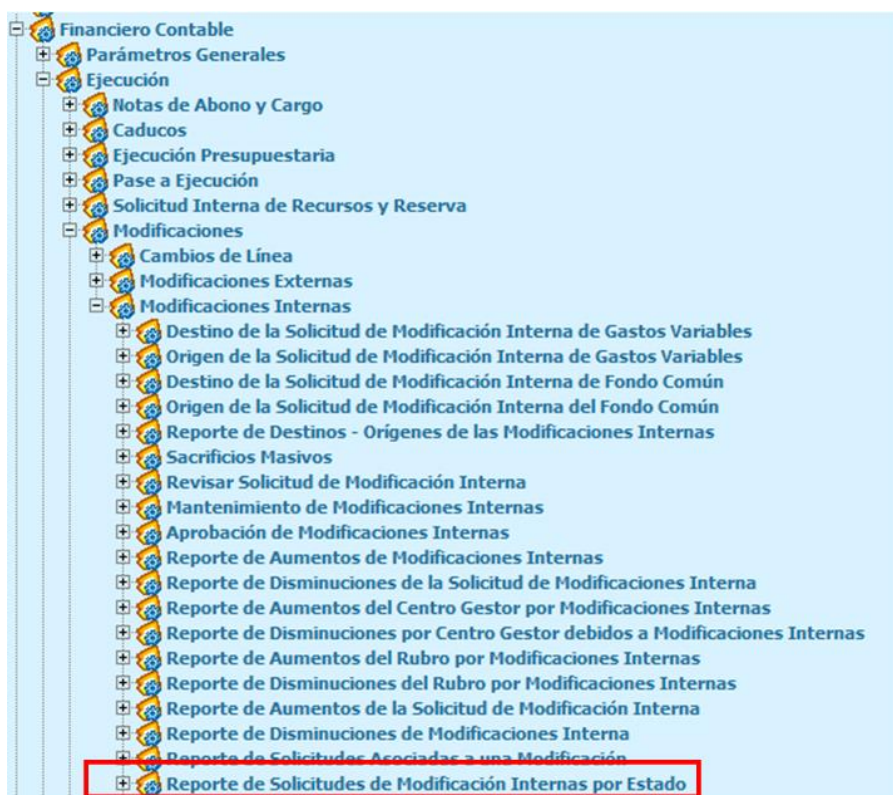 Financiero Contable
Parámetros Generales
Ejecución
Notas de Abono y Cargo
Caducos
Ejecución Presupuestaria
Pase a Ejecución
Solicitud Interna de Recursos y Reserva
Modificaciones
Cambios de Línea
Modificaciones Externas
Modificaciones Internas
Destino de la Solicitud de Modificación Interna de Gastos Variables
Origen de la Solicitud de Modificación Interna de Gastos Variables
Destino de la Solicitud de Modificación Interna de Fondo Común
Origen de la Solicitud de Modificación Interna del Fondo Común
Reporte de Destinos - Orígenes de las Modificaciones Internas
Sacrificios Masivos
Revisar Solicitud de Modificación Interna
Mantenimiento de Modificaciones Internas
Aprobación de Modificaciones Internas
Reporte de Aumentos de Modificaciones Internas
Reporte de Disminuciones de la Solicitud de Modificaciones Interna
Reporte de Aumentos del Centro Gestor por Modificaciones Internas
Reporte de Disminuciones por Centro Gestor debidos a Modificaciones Internas
Reporte de Aumentos del Rubro por Modificaciones Internas
Reporte de Disminuciones del Rubro por Modificaciones Internas
Reporte de Aumentos de la Solicitud de Modificación Interna
Reporte de Disminuciones de Modificaciones Interna
Reporte de Solicitudes Asociadas a una Modificación
Reporte de Solicitudes de Modificación Internas por Estado